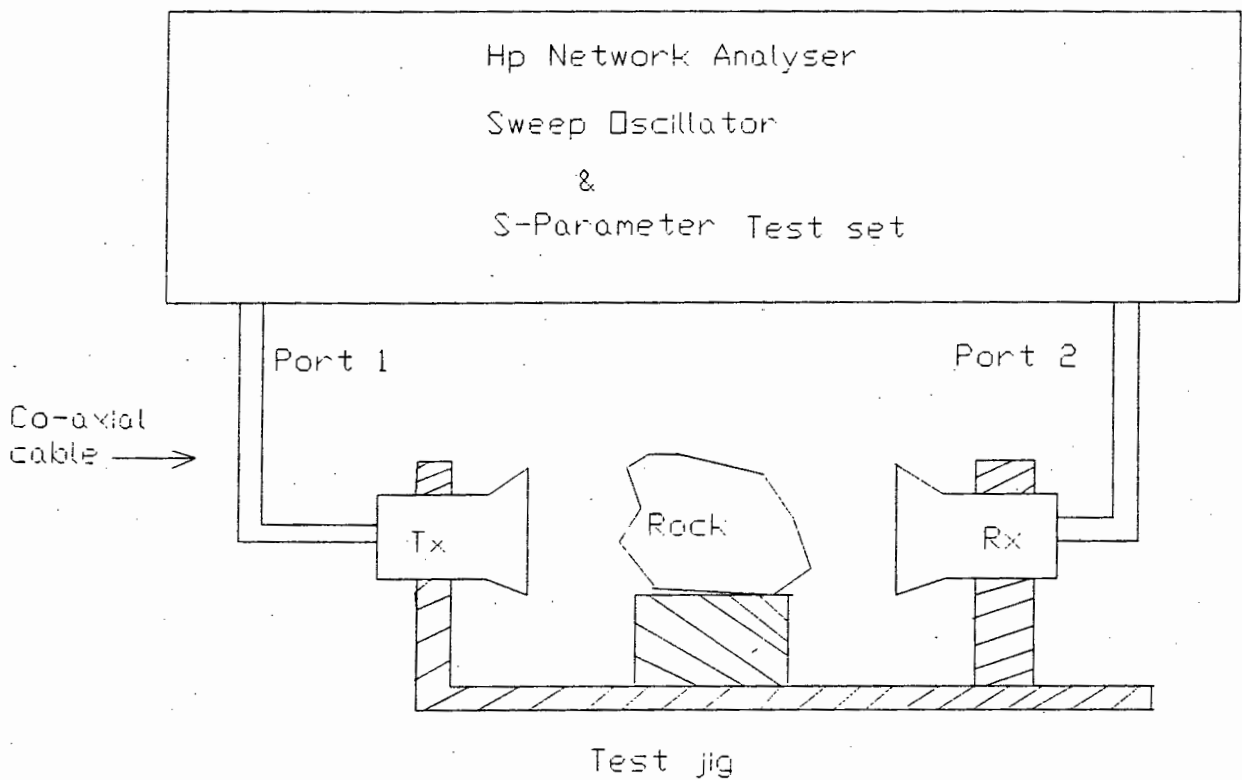 Hp Network Analyser
Sweep Oscillator
&
S-Parameter Test set
Port 1
Port 2
Co-axial
cable
Tx
Rock
Rx
Test jig